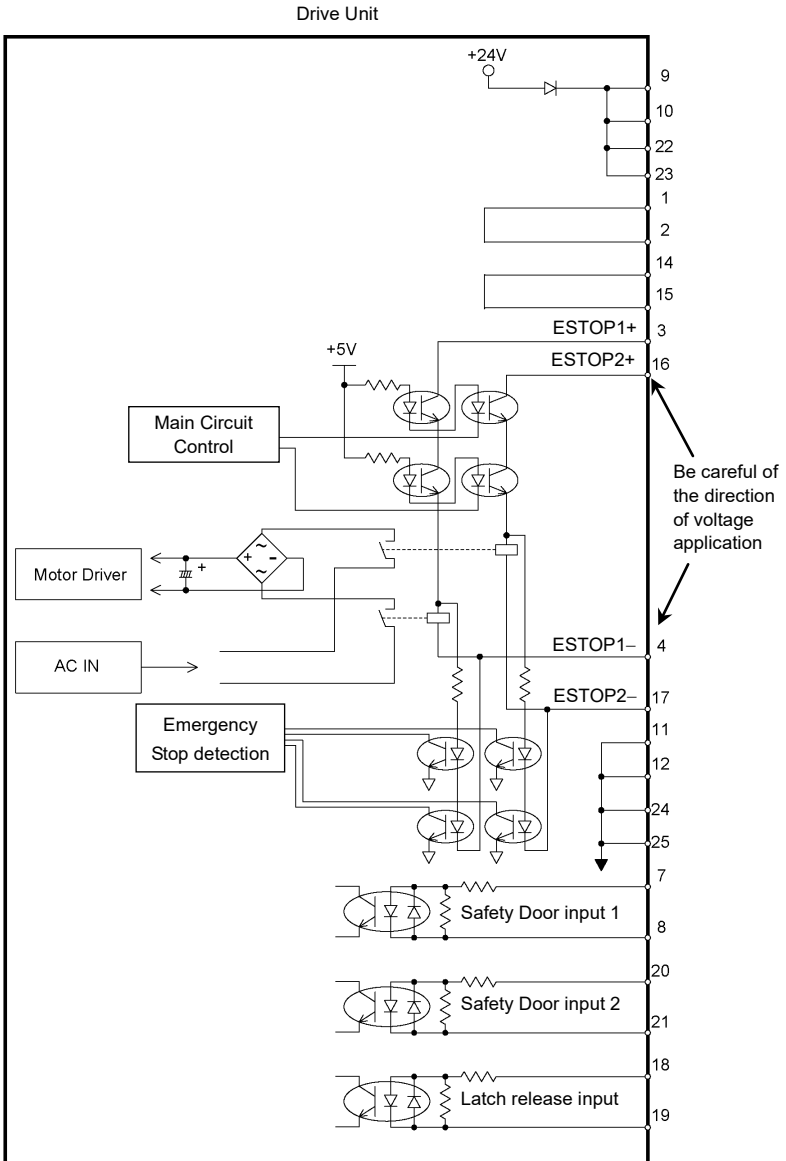 Drive Unit
+24V
9
10
22
23
1
2
14
15
ESTOP1+ 3
+5V
ESTOP2+ 16
Main Circuit
Control
Be careful of
the direction
of voltage
application
Motor Driver
~
+ -
~
+
AC IN
ESTOP1− 4
ESTOP2− 17
Emergency
Stop detection
11
12
24
25
7
Safety Door input 1
8
20
Safety Door input 2
21
18
Latch release input
19